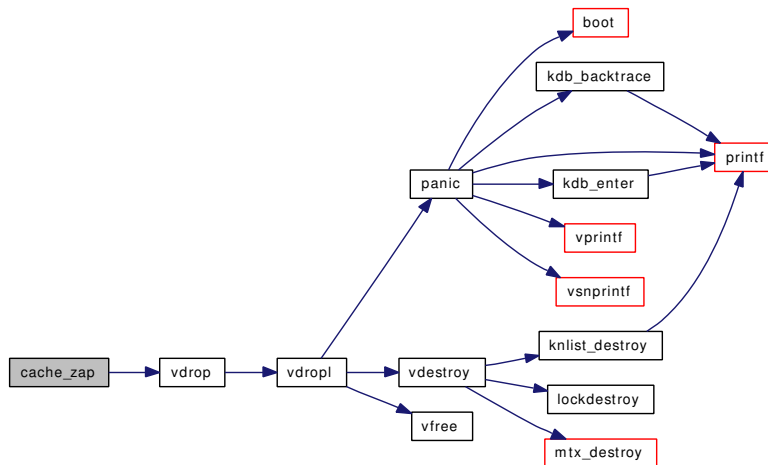 boot
kdb_backtrace
printf
panic
kdb_enter
vprintf
vsnprintf
knlist_destroy
cache_zap
vdrop
vdropl
vdestroy
lockdestroy
vfree
mtx_destroy